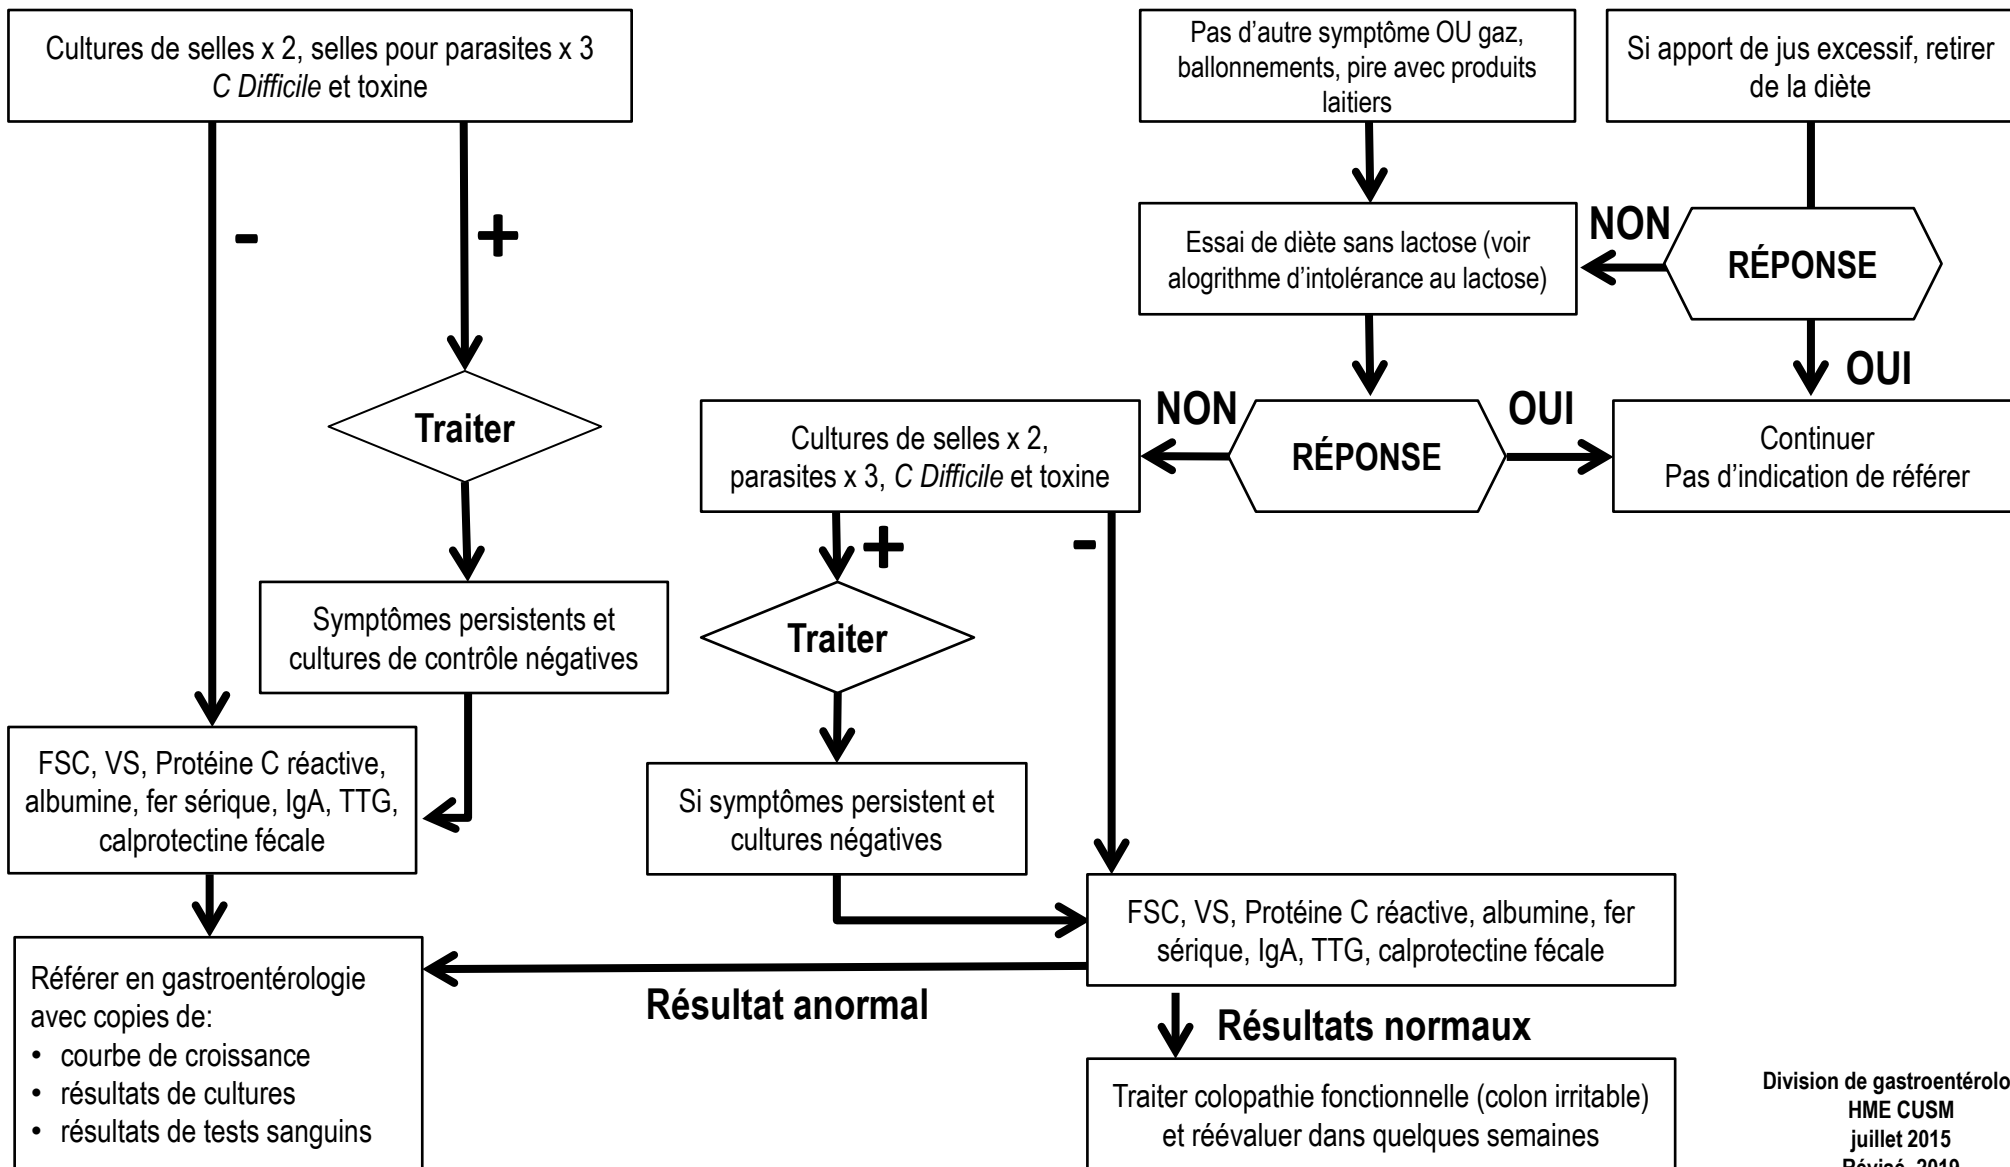 Cultures de selles x 2, selles pour parasites x 3
C Difficile et toxine
Pas d'autre symptôme OU gaz,
ballonnements, pire avec produits
laitiers
Si apport de jus excessif, retirer
de la diète
-
+
Essai de diète sans lactose (voir
alogrithme d'intolérance au lactose)
NON
RÉPONSE
OUI
Traiter
Cultures de selles x 2,
parasites x 3, C Difficile et toxine
NON
RÉPONSE
OUI
Continuer
Pas d'indication de référer
+
-
Symptômes persistents et
cultures de contrôle négatives
Traiter
FSC, VS, Protéine C réactive,
albumine, fer sérique, IgA, TTG,
calprotectine fécale
Si symptômes persistent et
cultures négatives
FSC, VS, Protéine C réactive, albumine, fer
sérique, IgA, TTG, calprotectine fécale
Référer en gastroentérologie
avec copies de:
• courbe de croissance
• résultats de cultures
• résultats de tests sanguins
Résultat anormal
Résultats normaux
Traiter colopathie fonctionnelle (colon irritable)
et réévaluer dans quelques semaines
Division de gastroentérolo
HME CUSM
juillet 2015
Révisé 2019